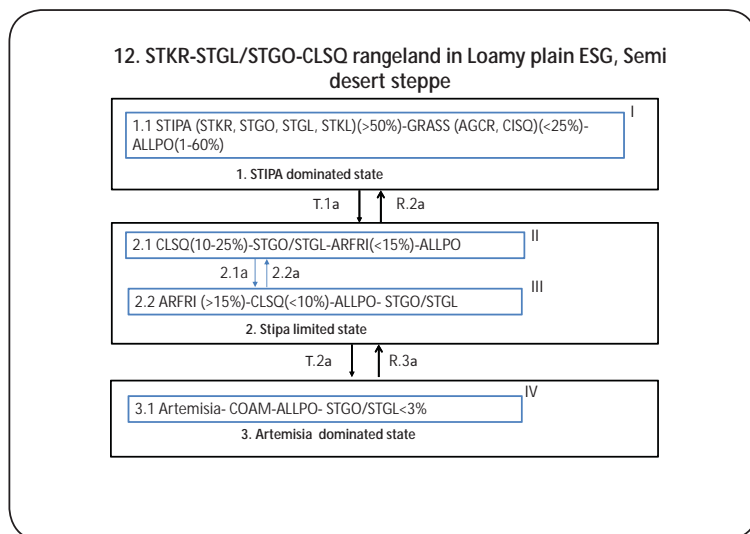 12. STKR-STGL/STGO-CLSQ rangeland in Loamy plain ESG, Semi
desert steppe
I
1.1 STIPA (STKR, STGO, STGL, STKL)(>50%)-GRASS (AGCR, CISQ)(<25%)-
ALLPO(1-60%)
1. STIPA dominated state
T.1a R.2a
II
2.1 CLSQ(10-25%)-STGO/STGL-ARFRI(<15%)-ALLPO
2.1a 2.2a
III
2.2 ARFRI (>15%)-CLSQ(<10%)-ALLPO- STGO/STGL
2. Stipa limited state
T.2a R.3a
IV
3.1 Artemisia- COAM-ALLPO- STGO/STGL<3%
3. Artemisia dominated state